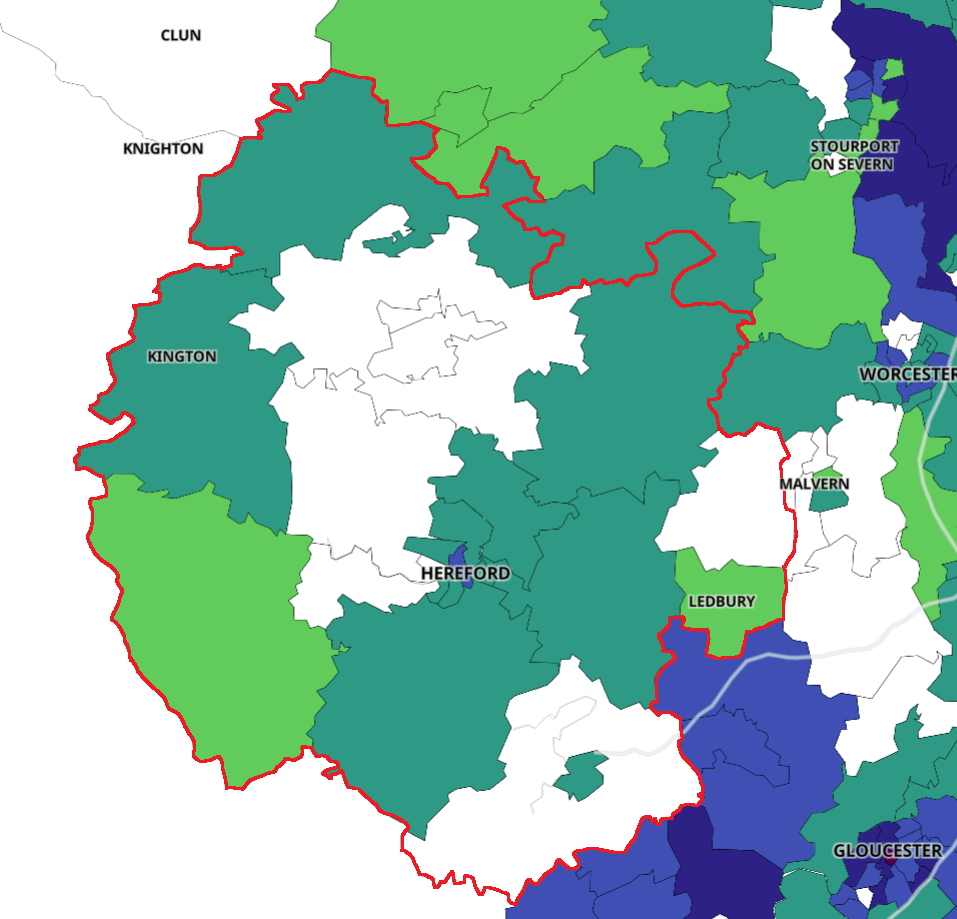 CLUN
KNIGHTON
STOURPORT
ON SEVERN
KINGTON
WORCESTER
MALVERN
HEREFORD
LEDBURY
GLOUCESTER